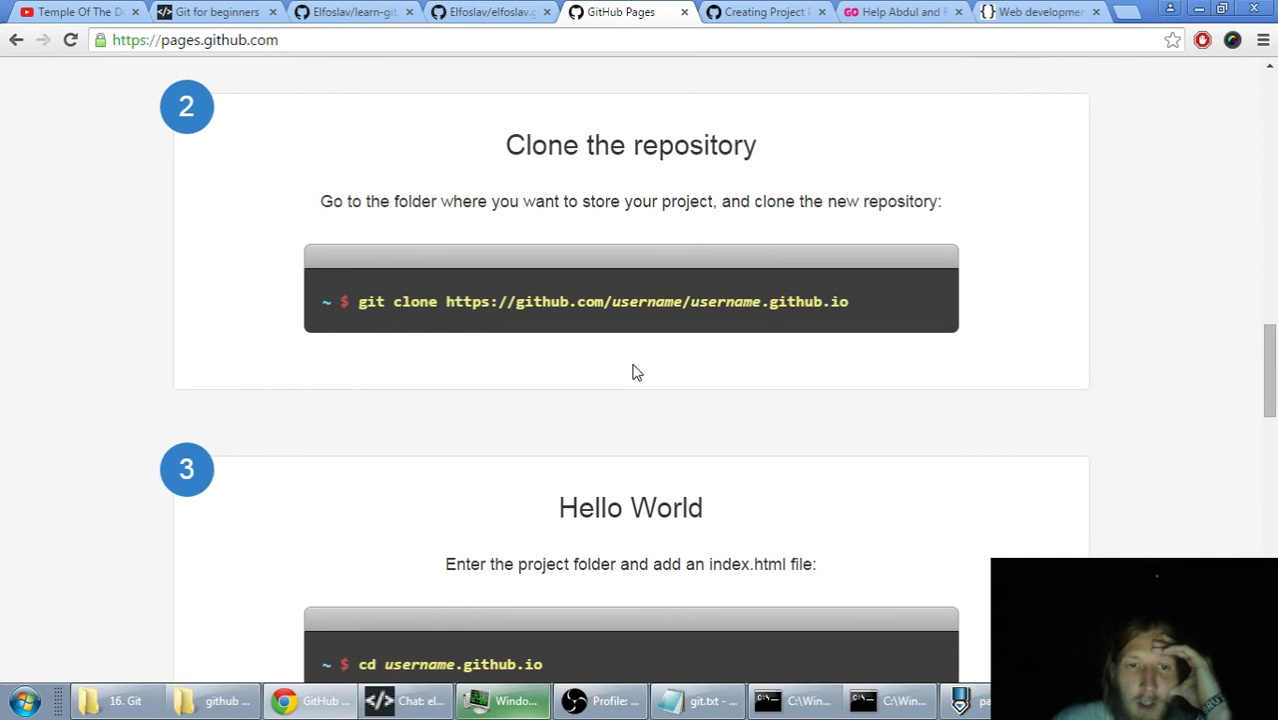 Temple Of The De
Git for beginners
Elfoslav/learn-git
Elfoslav/elfoslav.g
GitHub Pages
Creating Project
GO Help Abdul and
{} Web developmen
https://pages.github.com
2
Clone the repository
Go to the folder where you want to store your project, and clone the new repository:
~ $ git clone https://github.com/username/username.github.io
3
Hello World
Enter the project folder and add an index.html file:
~ $ cd username.github.io
16. Git
github ...
GitHub ...
Chat: el...
Windo...
Profile: ...
git.txt - ...
C:\Win...
C:\Win...
pa